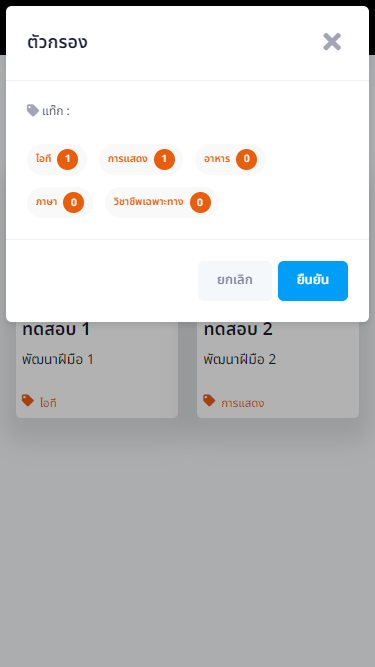 ตัวกรอง
แท๊ก :
ไอที 1 การแสดง 1 อาหาร 0
ภาษา 0 วิชาชีพเฉพาะทาง 0
ยกเลิก ยืนยัน
ทดสอบ 1
พัฒนาฝีมือ 1
ไอที
ทดสอบ 2
พัฒนาฝีมือ 2
การแสดง